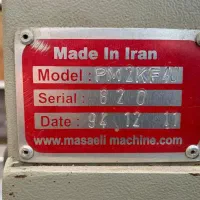 Made In Iran
Model: PMIKF4U
Serial: 820
Date: 94.12.11
www.masaeli machine.com